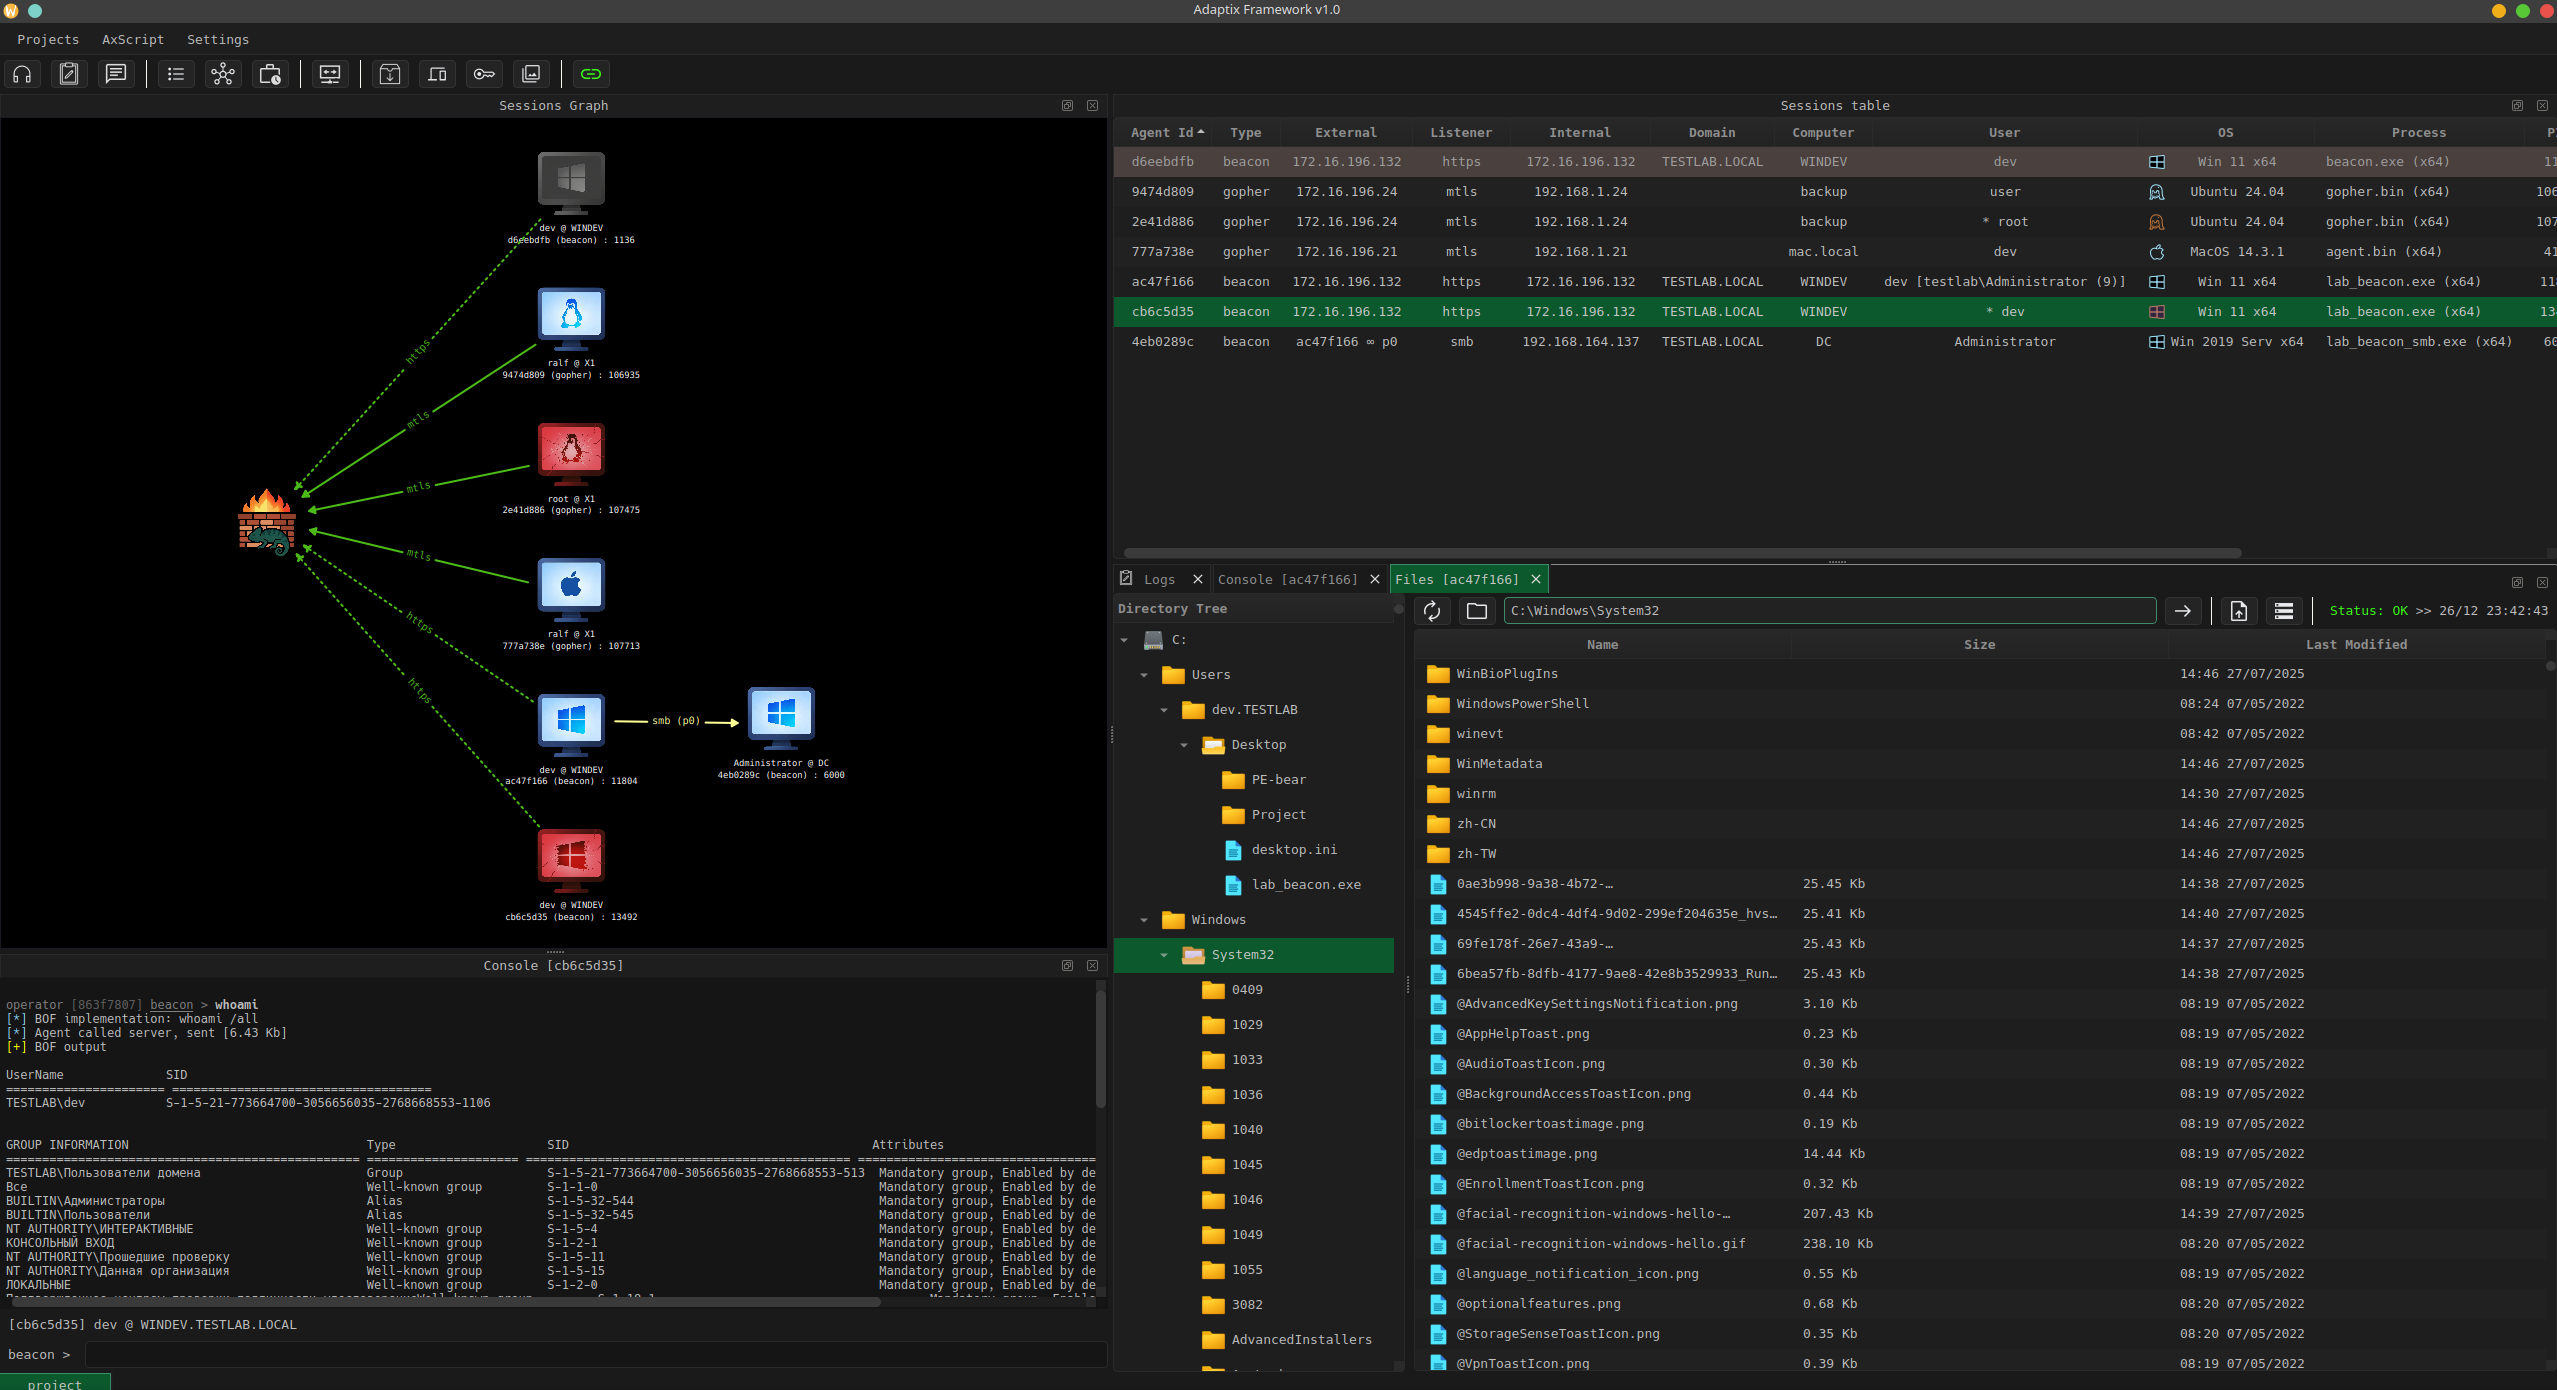 Adaptix Framework v1.0
Projects AxScript Settings
Sessions Graph
dev @ WINDEV
d6eebdfb (beacon) : 1136
https
ralf @ X1
9474d809 (gopher) : 106935
mtls
root @ X1
2e41d886 (gopher) : 107475
mtls
mtls
ralf @ X1
777a738e (gopher) : 107713
https
smb (p0)
dev @ WINDEV
ac47f166 (beacon) : 11804
Administrator @ DC
4eb0289c (beacon) : 6000
https
dev @ WINDEV
cb6c5d35 (beacon) : 13492
Console [cb6c5d35]
operator [863f7807] beacon > whoami
[*] BOF implementation: whoami /all
[*] Agent called server, sent [6.43 Kb]
[+] BOF output
UserName SID
====================== ====================================
TESTLAB\dev S-1-5-21-773664700-3056656035-2768668553-1106
GROUP INFORMATION Type SID Attributes
TESTLAB\Пользователи домена Group S-1-5-21-773664700-3056656035-2768668553-513 Mandatory group, Enabled by de
Все Well-known group S-1-1-0 Mandatory group, Enabled by de
BUILTIN\Администраторы Alias S-1-5-32-544 Mandatory group, Enabled by de
BUILTIN\Пользователи Alias S-1-5-32-545 Mandatory group, Enabled by de
NT AUTHORITY\ИНТЕРАКТИВНЫЕ Well-known group S-1-5-4 Mandatory group, Enabled by de
КОНСОЛЬНЫЙ ВХОД Well-known group S-1-2-1 Mandatory group, Enabled by de
NT AUTHORITY\Прошедшие проверку Well-known group S-1-5-11 Mandatory group, Enabled by de
NT AUTHORITY\Данная организация Well-known group S-1-5-15 Mandatory group, Enabled by de
ЛОКАЛЬНЫЕ Well-known group S-1-2-0 Mandatory group, Enabled by de
[cb6c5d35] dev @ WINDEV.TESTLAB.LOCAL
beacon >
project
Sessions table
Agent Id Type External Listener Internal Domain Computer User OS Process
d6eebdfb beacon 172.16.196.132 https 172.16.196.132 TESTLAB.LOCAL WINDEV dev Win 11 x64 beacon.exe (x64) 11
9474d809 gopher 172.16.196.24 mtls 192.168.1.24 backup user Ubuntu 24.04 gopher.bin (x64) 106
2e41d886 gopher 172.16.196.24 mtls 192.168.1.24 backup * root Ubuntu 24.04 gopher.bin (x64) 107
777a738e gopher 172.16.196.21 mtls 192.168.1.21 mac.local dev MacOS 14.3.1 agent.bin (x64) 41
ac47f166 beacon 172.16.196.132 https 172.16.196.132 TESTLAB.LOCAL WINDEV dev [testlab\Administrator (9)] Win 11 x64 lab_beacon.exe (x64) 11
cb6c5d35 beacon 172.16.196.132 https 172.16.196.132 TESTLAB.LOCAL WINDEV * dev Win 11 x64 lab_beacon.exe (x64) 13
4eb0289c beacon ac47f166 ∞ p0 smb 192.168.164.137 TESTLAB.LOCAL DC Administrator Win 2019 Serv x64 lab_beacon_smb.exe (x64) 60
Logs Console [ac47f166] Files [ac47f166]
Directory Tree
C:
Users
dev.TESTLAB
Desktop
PE-bear
Project
desktop.ini
lab_beacon.exe
Windows
System32
0409
1029
1033
1036
1040
1045
1046
1049
1055
3082
AdvancedInstallers
C:\Windows\System32 Status: OK >> 26/12 23:42:43
Name Size Last Modified
WinBioPlugIns 14:46 27/07/2025
WindowsPowerShell 08:24 07/05/2022
winevt 08:42 07/05/2022
WinMetadata 14:46 27/07/2025
winrm 14:30 27/07/2025
zh-CN 14:46 27/07/2025
zh-TW 14:46 27/07/2025
0ae3b998-9a38-4b72-… 25.45 Kb 14:38 27/07/2025
4545ffe2-0dc4-4df4-9d02-299ef204635e_hvs… 25.41 Kb 14:40 27/07/2025
69fe178f-26e7-43a9-… 25.43 Kb 14:37 27/07/2025
6bea57fb-8dfb-4177-9ae8-42e8b3529933_Run… 25.43 Kb 14:38 27/07/2025
@AdvancedKeySettingsNotification.png 3.10 Kb 08:19 07/05/2022
@AppHelpToast.png 0.23 Kb 08:19 07/05/2022
@AudioToastIcon.png 0.30 Kb 08:19 07/05/2022
@BackgroundAccessToastIcon.png 0.44 Kb 08:19 07/05/2022
@bitlockertoastimage.png 0.19 Kb 08:19 07/05/2022
@edptoastimage.png 14.44 Kb 08:19 07/05/2022
@EnrollmentToastIcon.png 0.32 Kb 08:19 07/05/2022
@facial-recognition-windows-hello-… 207.43 Kb 14:39 27/07/2025
@facial-recognition-windows-hello.gif 238.10 Kb 08:20 07/05/2022
@language_notification_icon.png 0.55 Kb 08:19 07/05/2022
@optionalfeatures.png 0.68 Kb 08:20 07/05/2022
@StorageSenseToastIcon.png 0.35 Kb 08:20 07/05/2022
@VpnToastIcon.png 0.39 Kb 08:19 07/05/2022